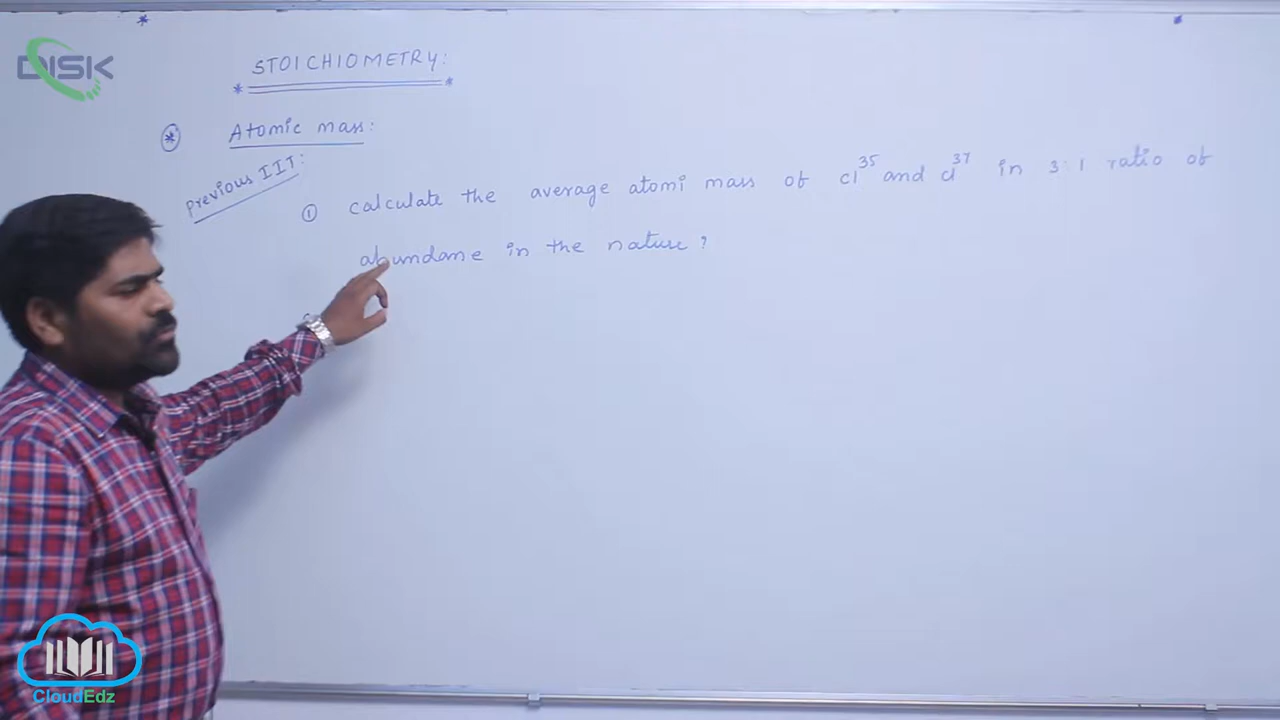 DISK
STOICHIOMETRY:
Atomic mass:
Previous IIT:
① calculate the average atomi mass of cl³⁵ and cl³⁷ in 3:1 ratio of
abundame in the nature ?
CloudEdz